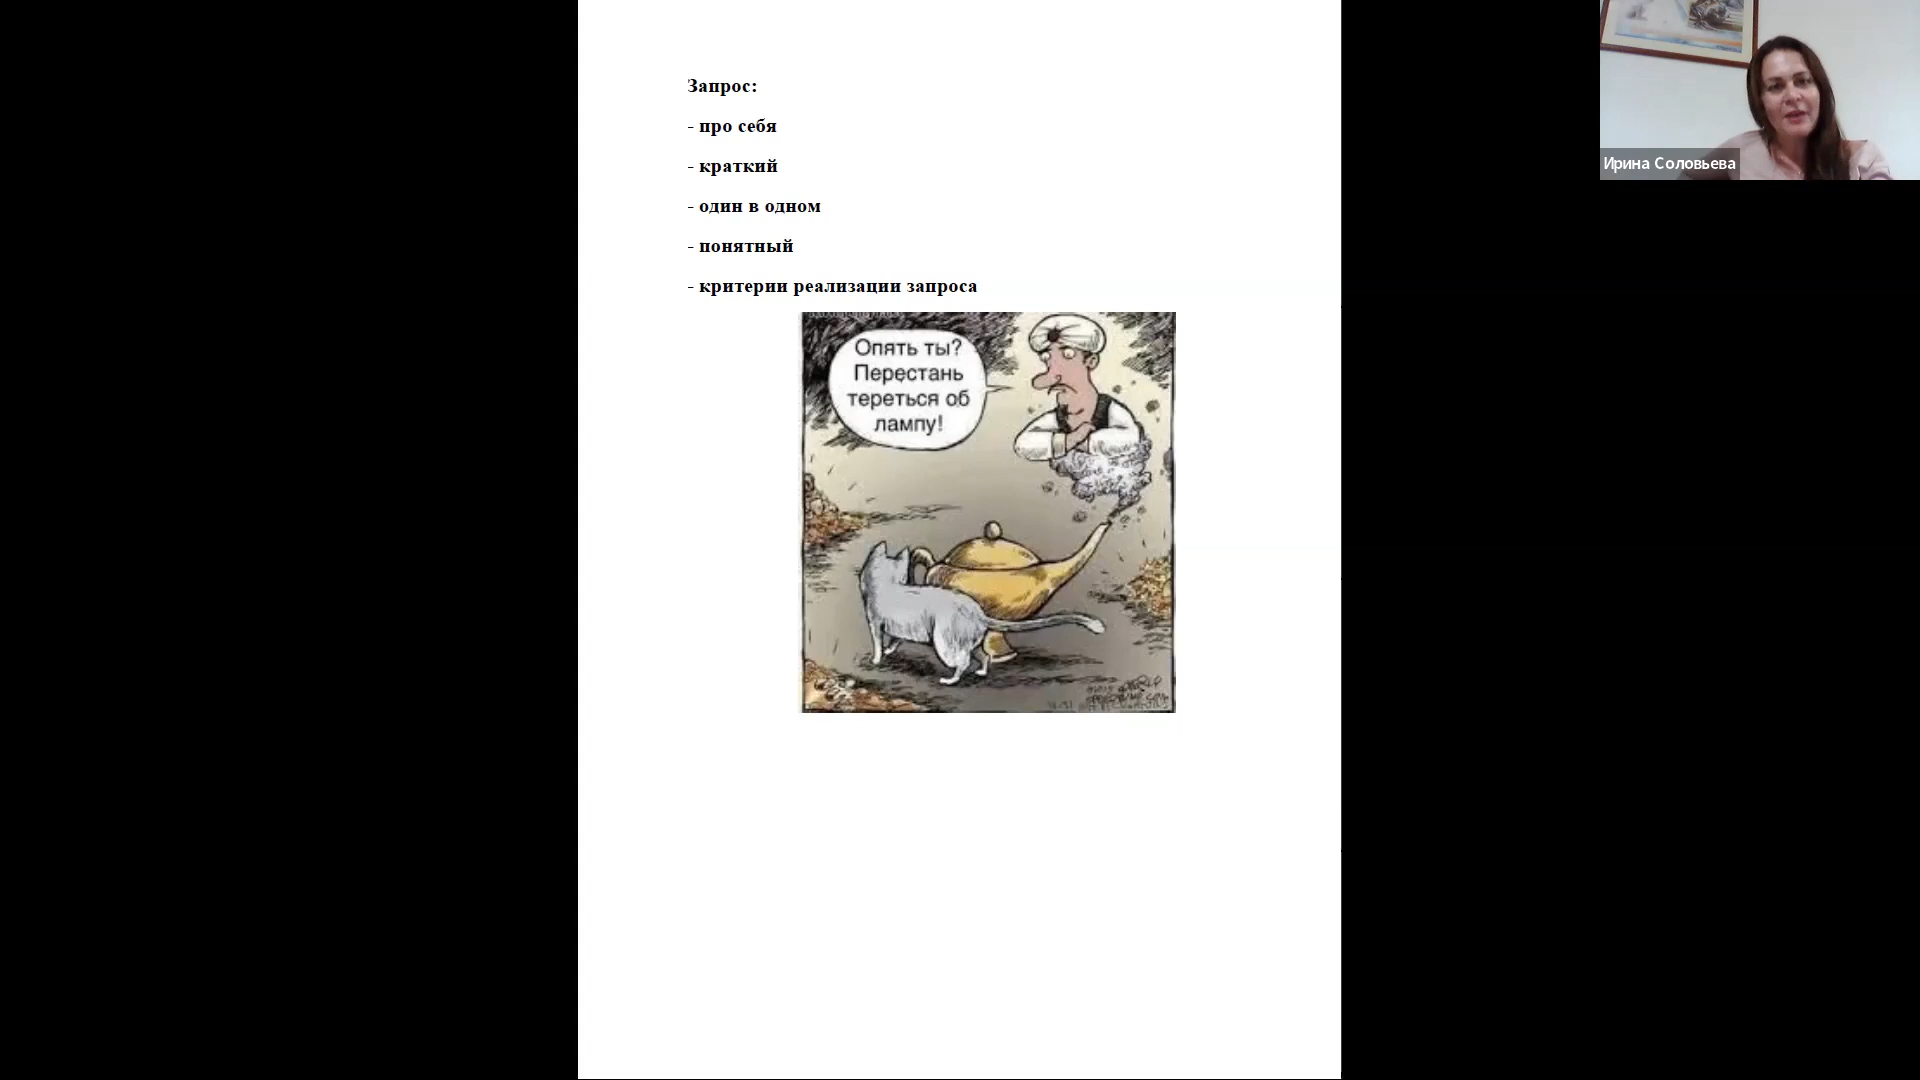 Запрос:
- про себя
- краткий
- один в одном
- понятный
- критерии реализации запроса
Опять ты?
Перестань
тереться об
лампу!
Ирина Соловьева